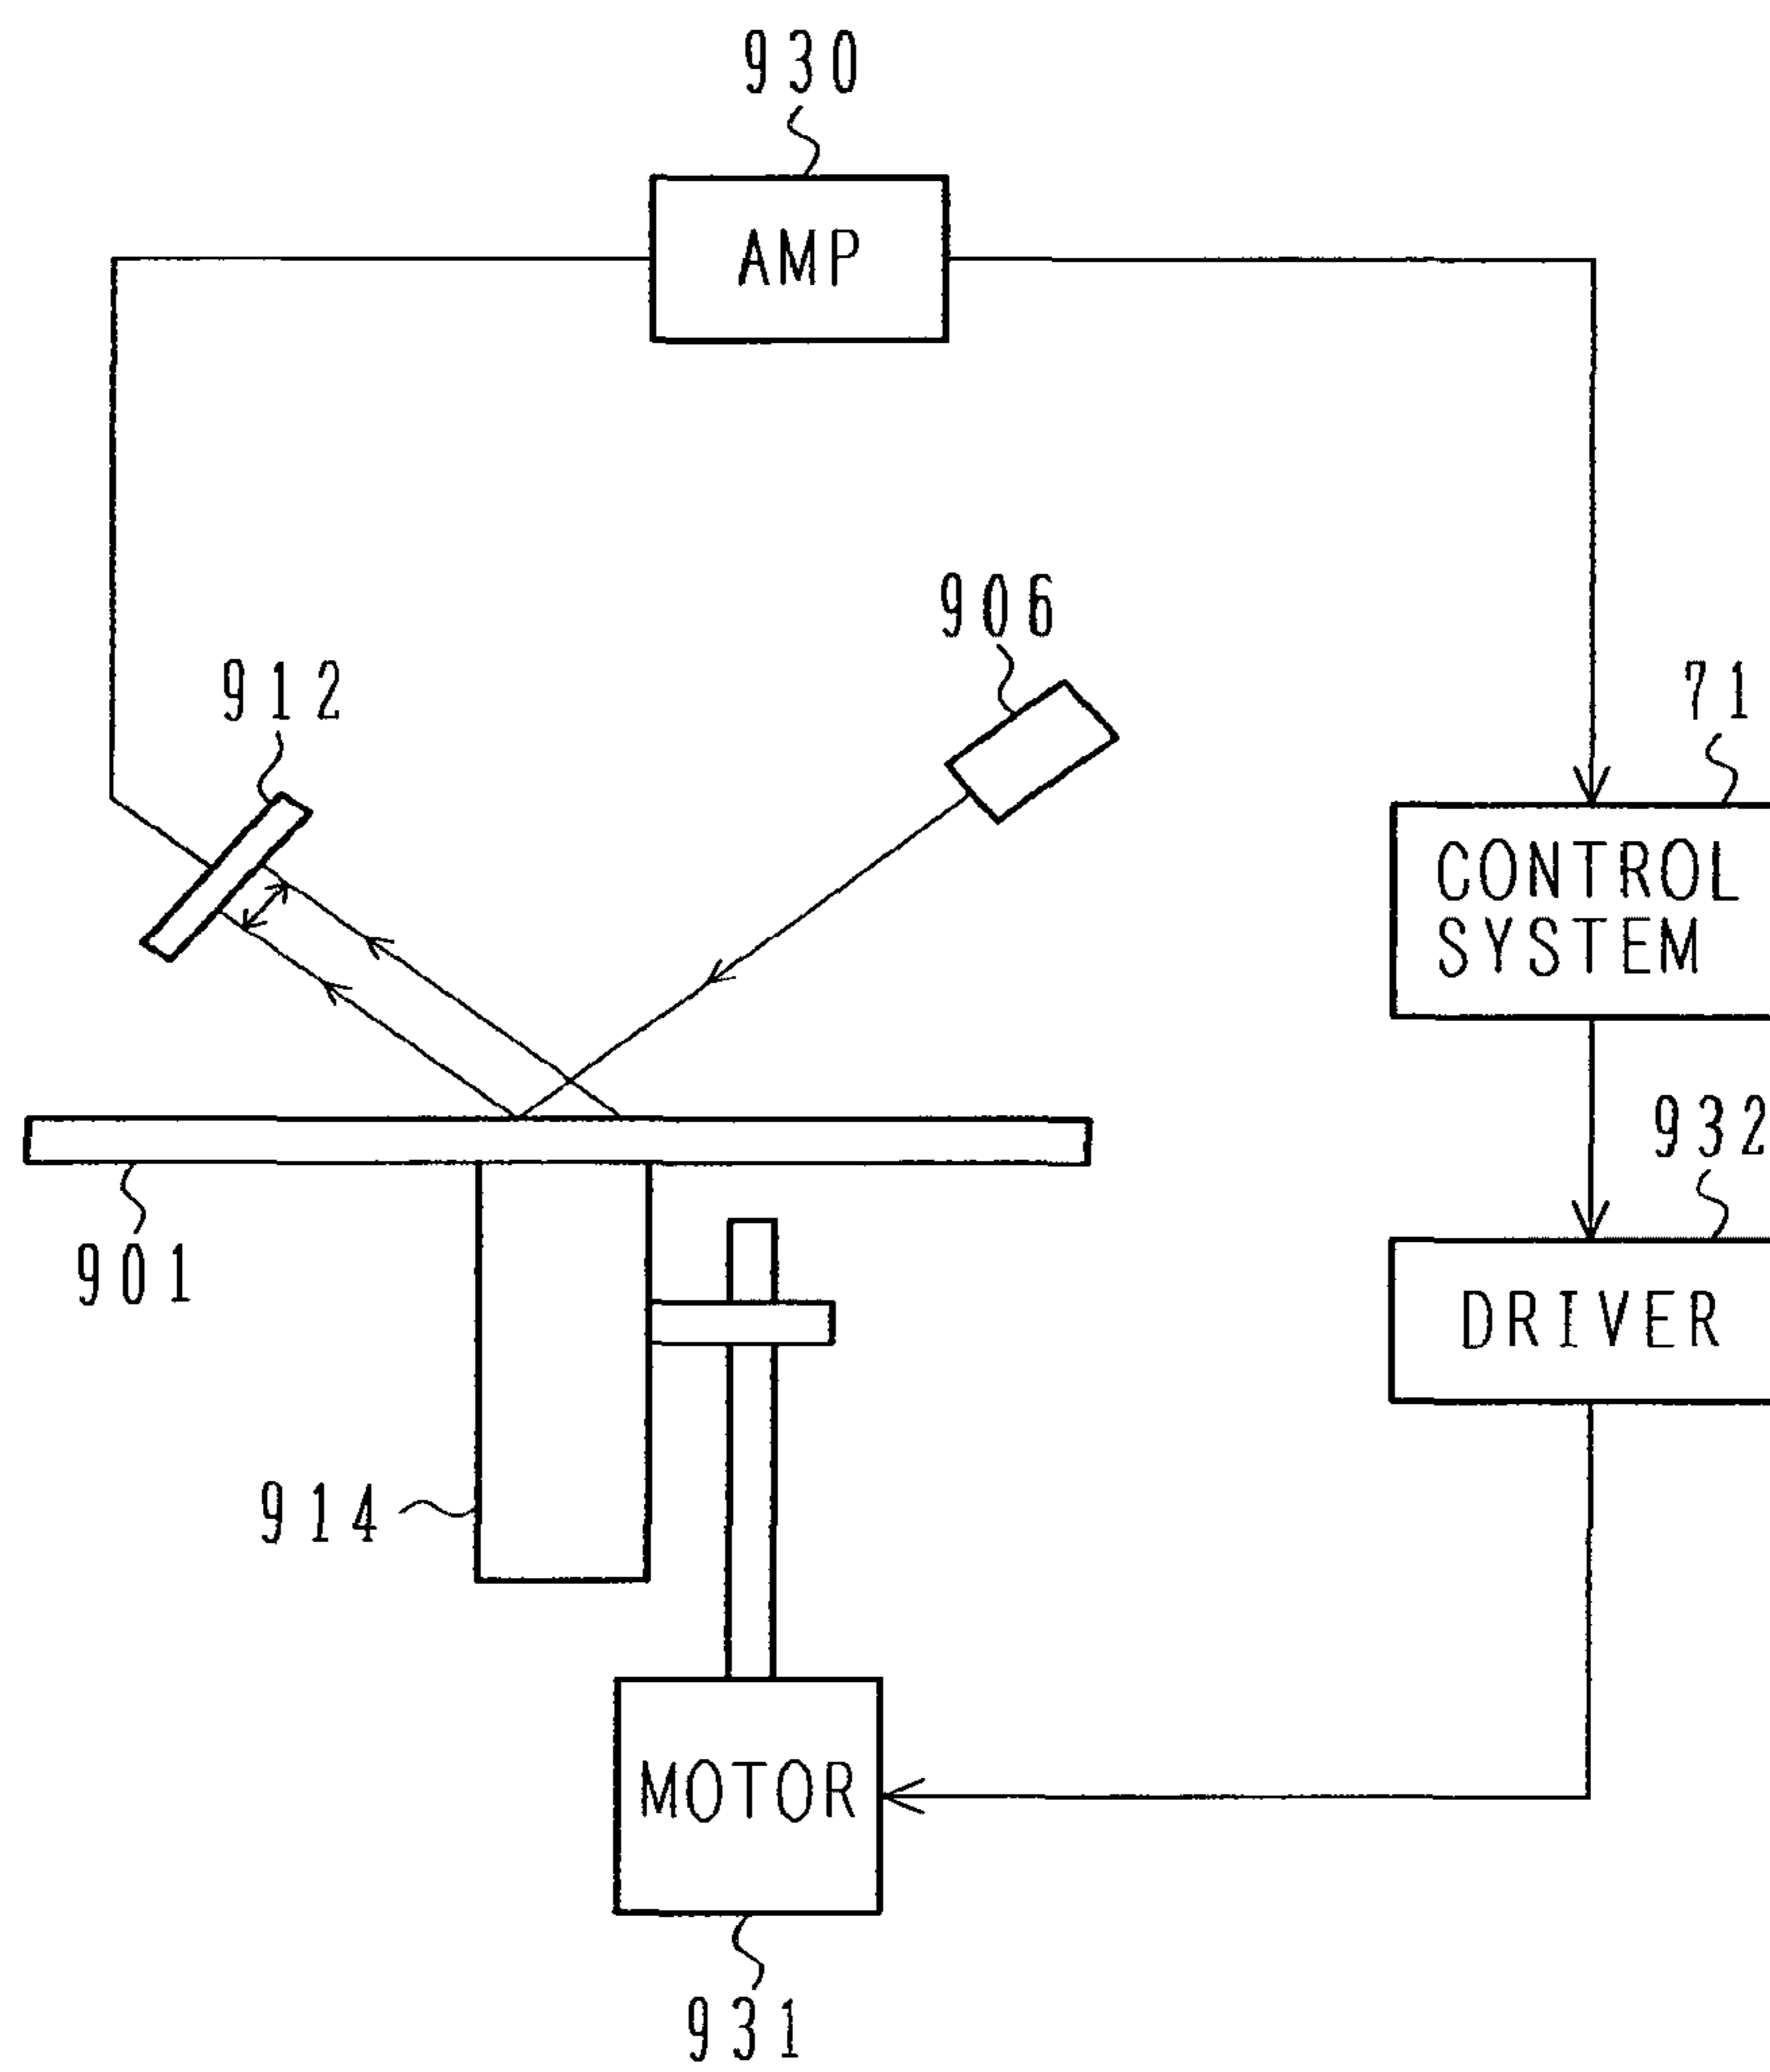 930
AMP
906
912
71
CONTROL
SYSTEM
932
901
DRIVER
914
MOTOR
931